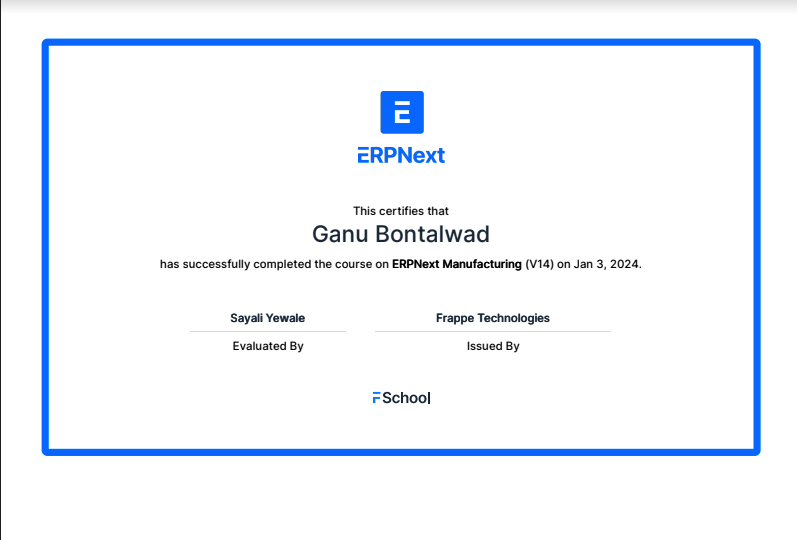 E
ERPNext
This certifies that
Ganu Bontalwad
has successfully completed the course on ERPNext Manufacturing (V14) on Jan 3, 2024.
Sayali Yewale
Frappe Technologies
Evaluated By
Issued By
F School